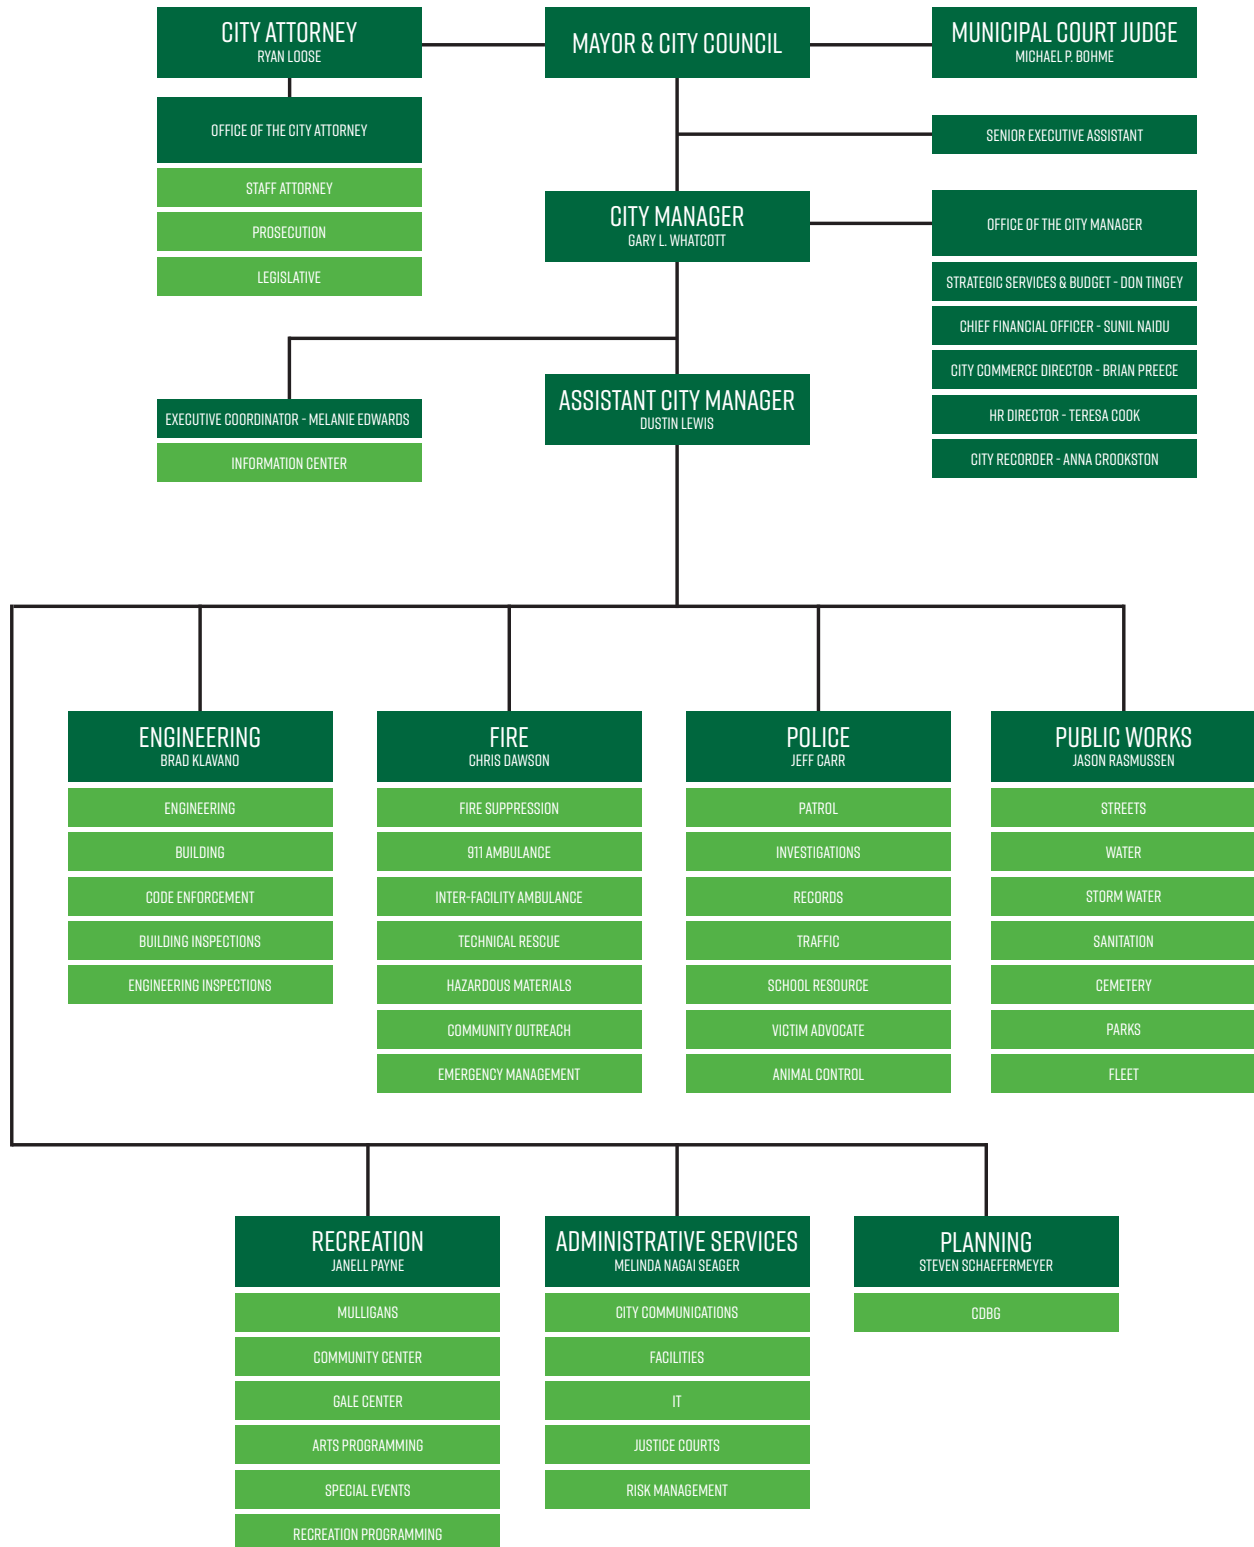 CITY ATTORNEY
RYAN LOOSE
MAYOR & CITY COUNCIL
MUNICIPAL COURT JUDGE
MICHAEL P. BOHME
OFFICE OF THE CITY ATTORNEY
STAFF ATTORNEY
PROSECUTION
LEGISLATIVE
SENIOR EXECUTIVE ASSISTANT
CITY MANAGER
GARY L. WHATCOTT
OFFICE OF THE CITY MANAGER
STRATEGIC SERVICES & BUDGET - DON TINGEY
CHIEF FINANCIAL OFFICER - SUNIL NAIDU
CITY COMMERCE DIRECTOR - BRIAN PREECE
HR DIRECTOR - TERESA COOK
CITY RECORDER - ANNA CROOKSTON
EXECUTIVE COORDINATOR - MELANIE EDWARDS
INFORMATION CENTER
ASSISTANT CITY MANAGER
DUSTIN LEWIS
ENGINEERING
BRAD KLAVANO
ENGINEERING
BUILDING
CODE ENFORCEMENT
BUILDING INSPECTIONS
ENGINEERING INSPECTIONS
FIRE
CHRIS DAWSON
FIRE SUPPRESSION
911 AMBULANCE
INTER-FACILITY AMBULANCE
TECHNICAL RESCUE
HAZARDOUS MATERIALS
COMMUNITY OUTREACH
EMERGENCY MANAGEMENT
POLICE
JEFF CARR
PATROL
INVESTIGATIONS
RECORDS
TRAFFIC
SCHOOL RESOURCE
VICTIM ADVOCATE
ANIMAL CONTROL
PUBLIC WORKS
JASON RASMUSSEN
STREETS
WATER
STORM WATER
SANITATION
CEMETERY
PARKS
FLEET
RECREATION
JANELL PAYNE
MULLIGANS
COMMUNITY CENTER
GALE CENTER
ARTS PROGRAMMING
SPECIAL EVENTS
RECREATION PROGRAMMING
ADMINISTRATIVE SERVICES
MELINDA NAGAI SEAGER
CITY COMMUNICATIONS
FACILITIES
IT
JUSTICE COURTS
RISK MANAGEMENT
PLANNING
STEVEN SCHAEFERMEYER
CDBG